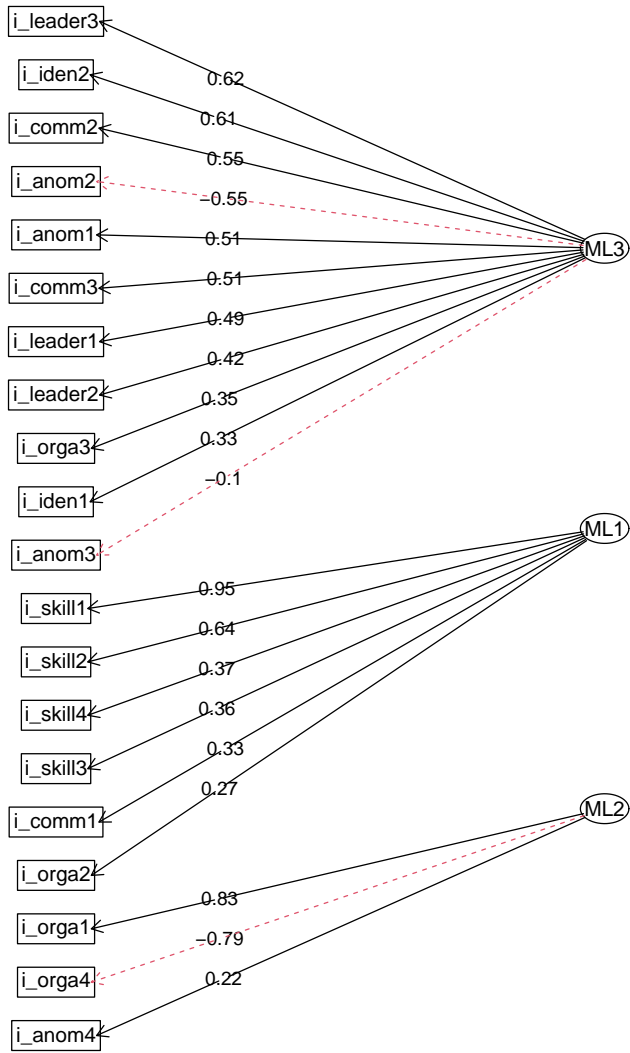 i_leader3
i_iden2
0.62
i_comm2
0.61
0.55
i_anom2
−0.55
i_anom1
0.51
ML3
i_comm3
0.51
i_leader1
0.49
i_leader2
0.42
i_orga3
0.35
0.33
i_iden1
−0.1
i_anom3
ML1
i_skill1
0.95
i_skill2
0.64
i_skill4
0.37
i_skill3
0.36
0.33
i_comm1
0.27
ML2
i_orga2
0.83
i_orga1
−0.79
i_orga4
0.22
i_anom4